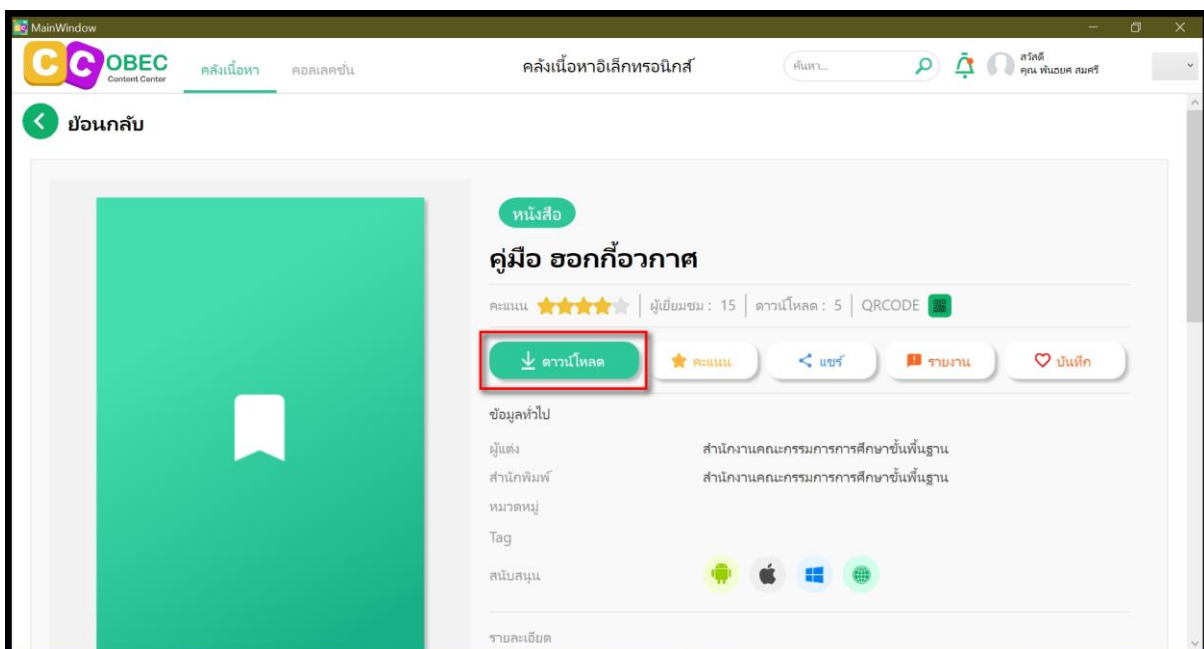 MainWindow
CC OBEC
Content Center
คลังเนื้อหา
คอลเลคชั่น
คลังเนื้อหาอิเล็กทรอนิกส์
ค้นหา...
สวัสดี
คุณ พันธยศ สมศรี
ย้อนกลับ
หนังสือ
คู่มือ ฮอกกี้อวกาศ
คะแนน | ผู้เยี่ยมชม : 15 | ดาวน์โหลด : 5 | QRCODE
ดาวน์โหลด
คะแนน
แชร์
รายงาน
บันทึก
ข้อมูลทั่วไป
ผู้แต่ง สำนักงานคณะกรรมการการศึกษาขั้นพื้นฐาน
สำนักพิมพ์ สำนักงานคณะกรรมการการศึกษาขั้นพื้นฐาน
หมวดหมู่
Tag
สนับสนุน
รายละเอียด